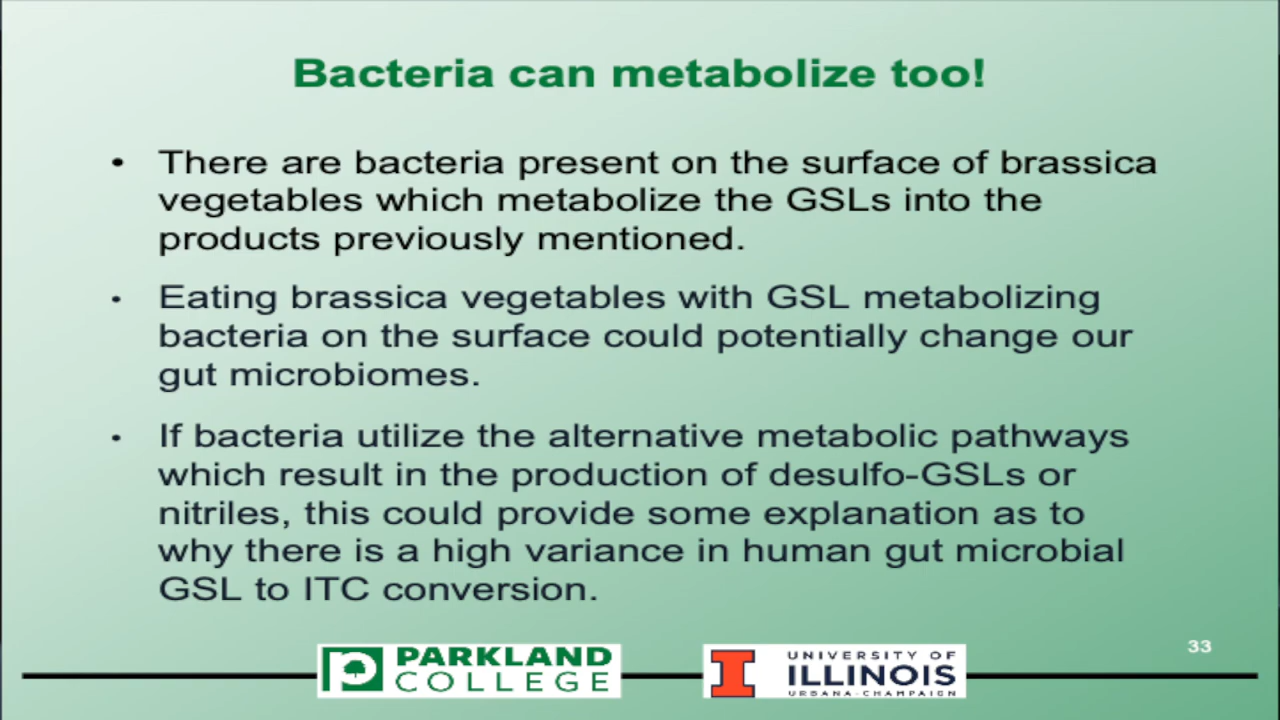 Bacteria can metabolize too!
• There are bacteria present on the surface of brassica
vegetables which metabolize the GSLs into the
products previously mentioned.
• Eating brassica vegetables with GSL metabolizing
bacteria on the surface could potentially change our
gut microbiomes.
• If bacteria utilize the alternative metabolic pathways
which result in the production of desulfo-GSLs or
nitriles, this could provide some explanation as to
why there is a high variance in human gut microbial
GSL to ITC conversion.
33
PARKLAND
COLLEGE
UNIVERSITY OF
ILLINOIS
URBANA-CHAMPAIGN